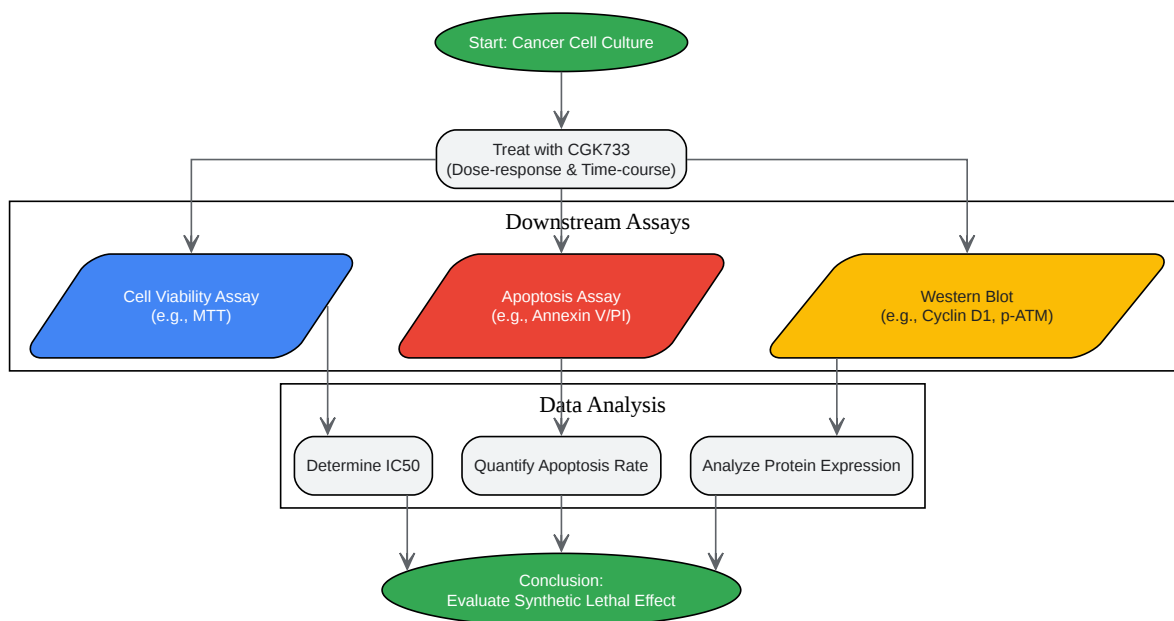 Start: Cancer Cell Culture
Treat with CGK733
(Dose-response & Time-course)
Downstream Assays
Cell Viability Assay
(e.g., MTT)
Apoptosis Assay
(e.g., Annexin V/PI)
Western Blot
(e.g., Cyclin D1, p-ATM)
Data Analysis
Determine IC50
Quantify Apoptosis Rate
Analyze Protein Expression
Conclusion:
Evaluate Synthetic Lethal Effect